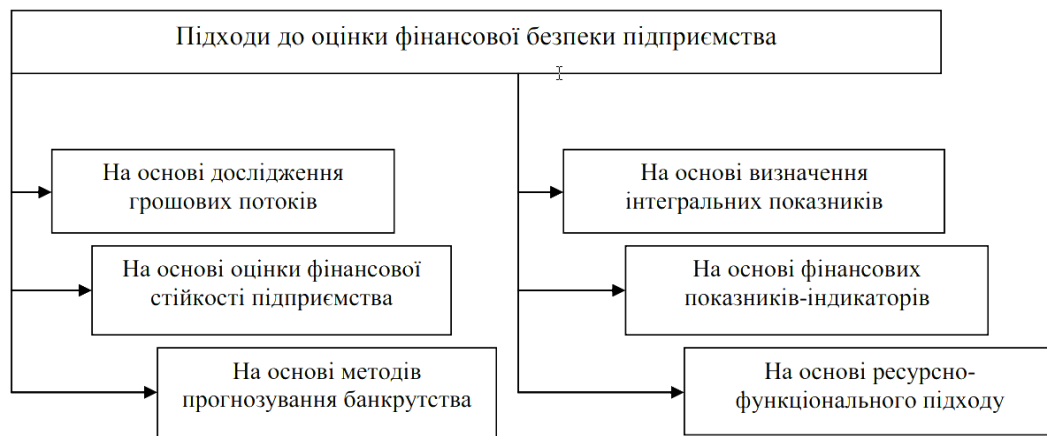 Підходи до оцінки фінансової безпеки підприємства
На основі дослідження
грошових потоків
На основі оцінки фінансової
стійкості підприємства
На основі методів
прогнозування банкрутства
На основі визначення
інтегральних показників
На основі фінансових
показників-індикаторів
На основі ресурсно-
функціонального підходу